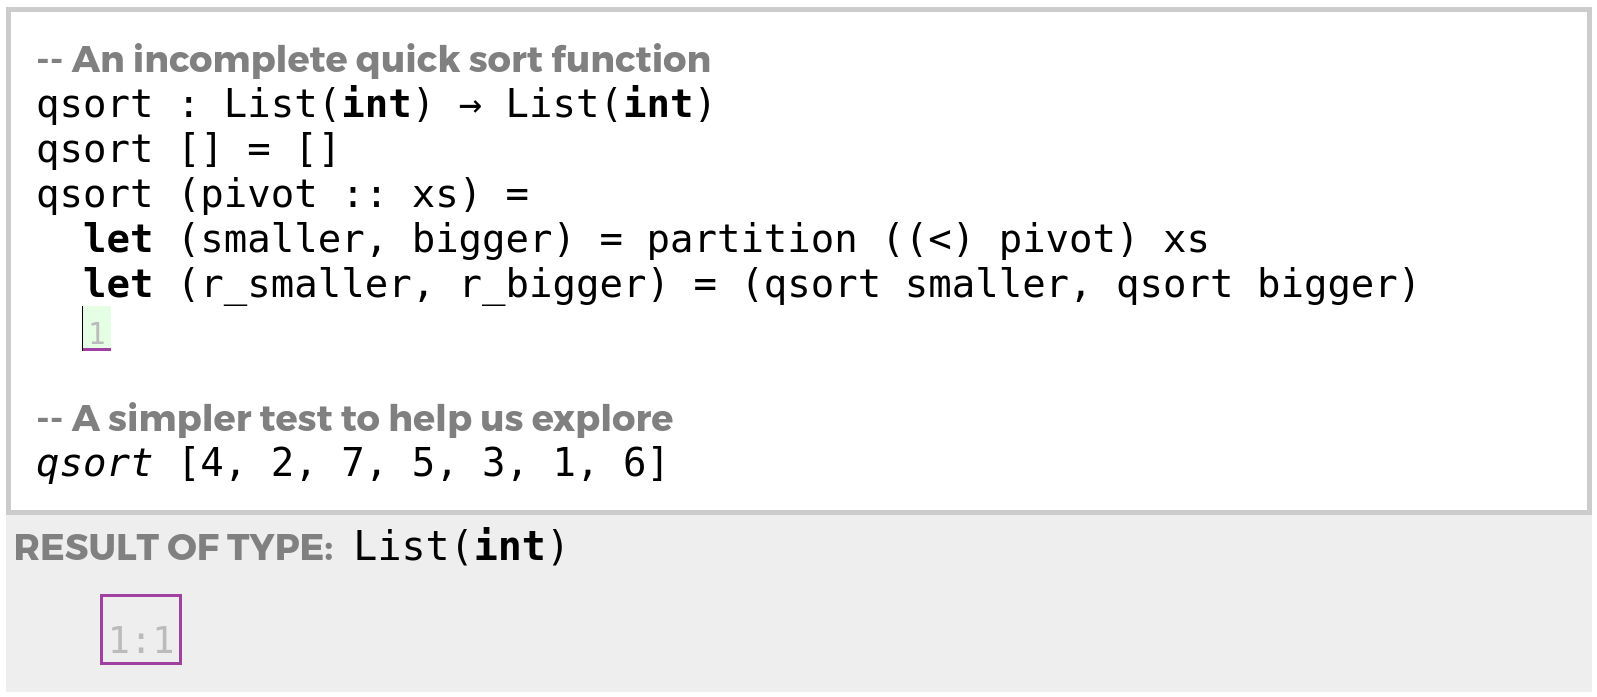 -- An incomplete quick sort function
qsort : List(int) → List(int)
qsort [] = []
qsort (pivot :: xs) =
  let (smaller, bigger) = partition ((<) pivot) xs
  let (r_smaller, r_bigger) = (qsort smaller, qsort bigger)
  1
-- A simpler test to help us explore
qsort [4, 2, 7, 5, 3, 1, 6]
RESULT OF TYPE: List(int)
1:1